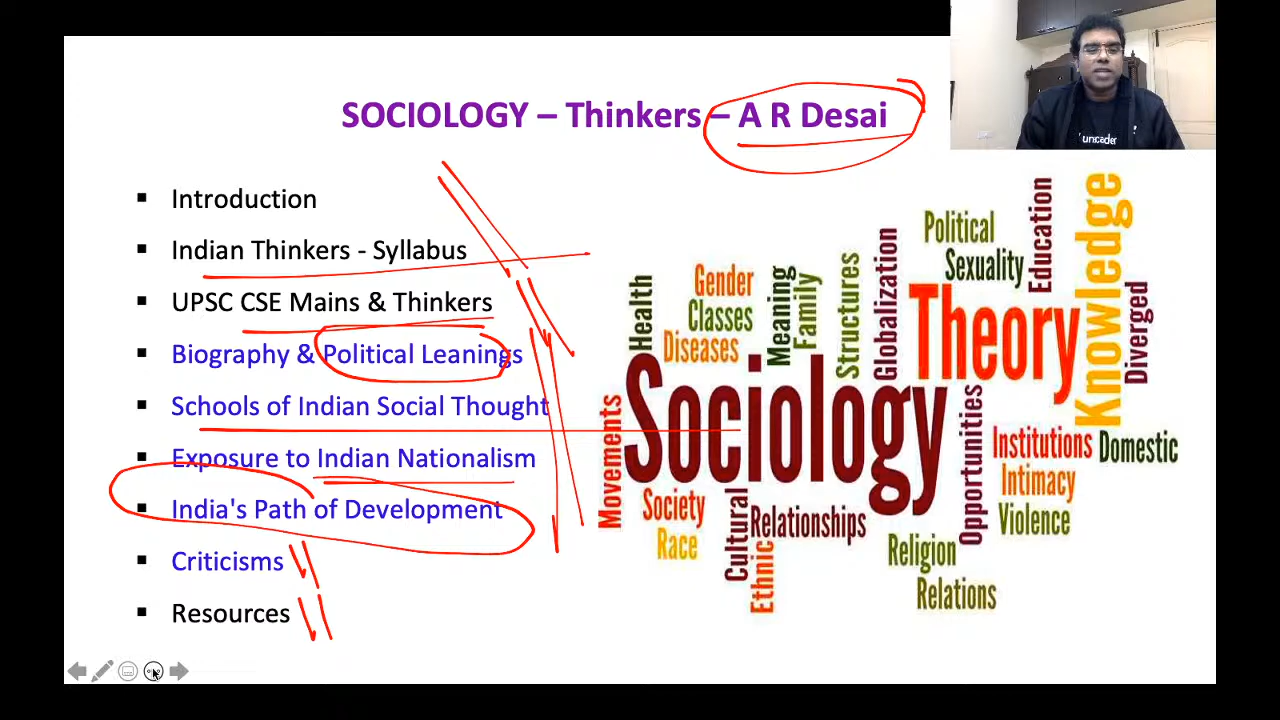 SOCIOLOGY – Thinkers – A R Desai
Introduction
Indian Thinkers - Syllabus
UPSC CSE Mains & Thinkers
Biography & Political Leanings
Schools of Indian Social Thought
Exposure to Indian Nationalism
India's Path of Development
Criticisms
Resources
Health
Gender
Classes
Diseases
Meaning
Family
Structures
Globalization
Political
Sexuality
Education
Knowledge
Diverged
Theory
Sociology
Movements
Society
Race
Cultural
Ethnic
Relationships
Opportunities
Institutions
Intimacy
Violence
Domestic
Religion
Relations